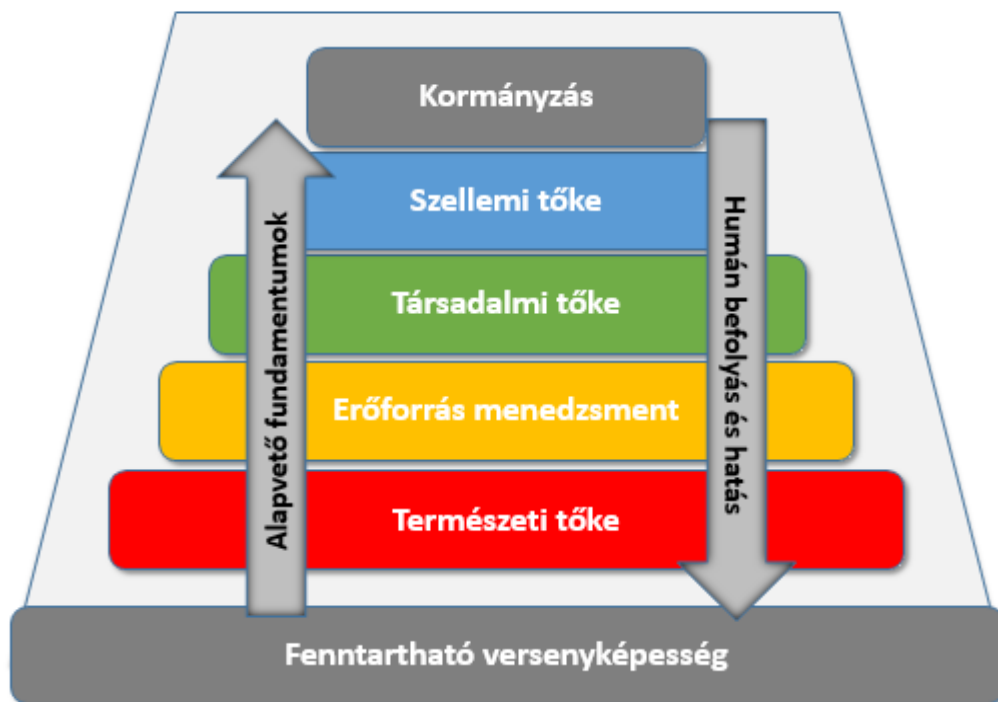 Kormányzás
Szellemi tőke
Társadalmi tőke
Erőforrás menedzsment
Természeti tőke
Alapvető fundamentumok
Humán befolyás és hatás
Fenntartható versenyképesség